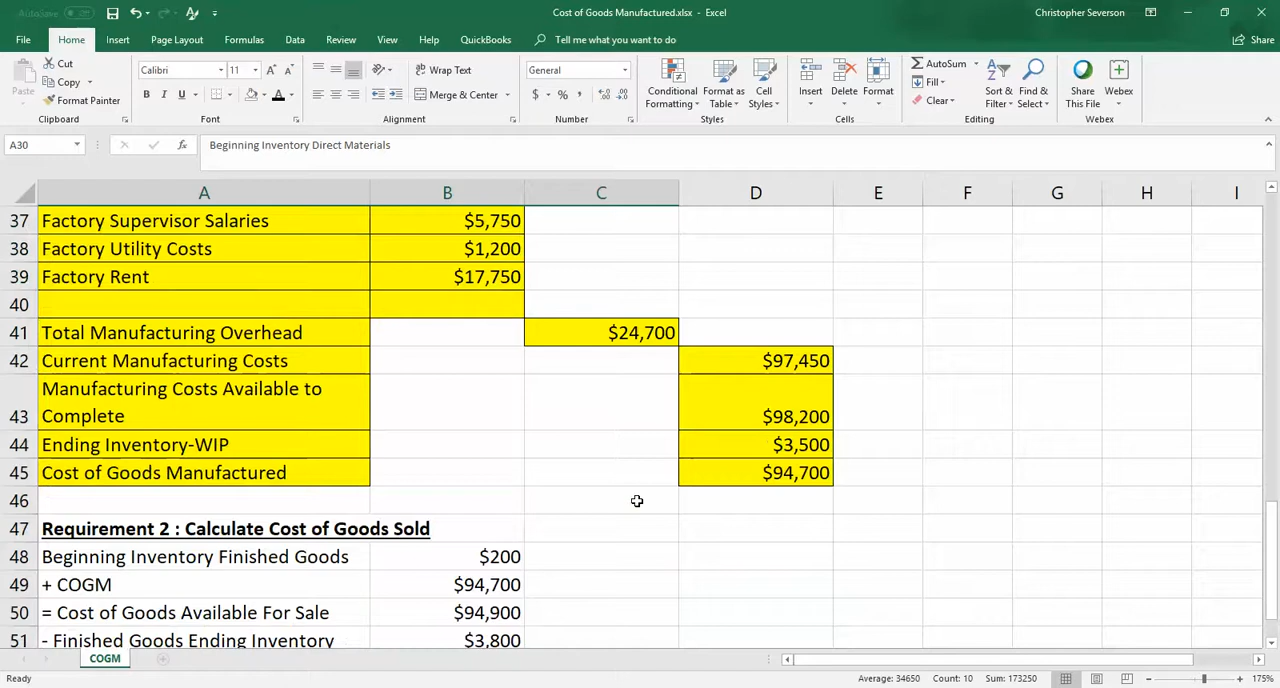 AutoSave Off Cost of Goods Manufactured.xlsx - Excel Christopher Severson
File Home Insert Page Layout Formulas Data Review View Help QuickBooks Tell me what you want to do Share
Paste
Cut
Copy
Format Painter
Clipboard
Calibri 11
B I U
Font
Wrap Text
Merge & Center
Alignment
General
$ % ,
Number
Conditional Formatting
Format as Table
Cell Styles
Styles
Insert Delete Format
Cells
AutoSum
Fill
Clear
Sort & Filter
Find & Select
Editing
Share This File
Webex
Webex
A30 fx Beginning Inventory Direct Materials
A B C D E F G H I
37 Factory Supervisor Salaries $5,750
38 Factory Utility Costs $1,200
39 Factory Rent $17,750
40
41 Total Manufacturing Overhead $24,700
42 Current Manufacturing Costs $97,450
Manufacturing Costs Available to
43 Complete $98,200
44 Ending Inventory-WIP $3,500
45 Cost of Goods Manufactured $94,700
46
47 Requirement 2 : Calculate Cost of Goods Sold
48 Beginning Inventory Finished Goods $200
49 + COGM $94,700
50 = Cost of Goods Available For Sale $94,900
51 - Finished Goods Ending Inventory $3,800
COGM
Ready Average: 34650 Count: 10 Sum: 173250 175%